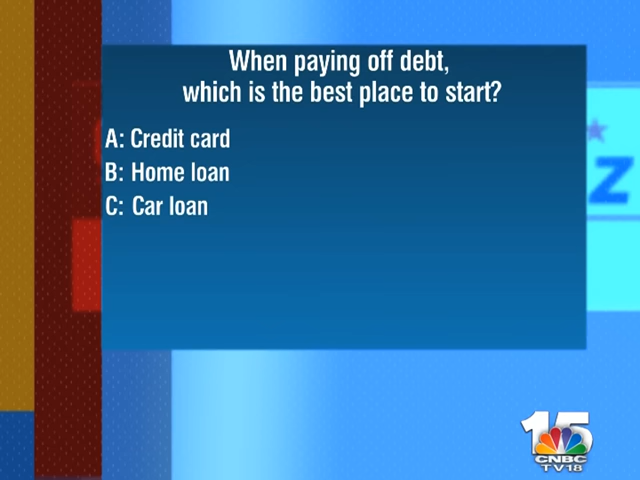 When paying off debt,
which is the best place to start?
A: Credit card
B: Home loan
C: Car loan
Z
15
CNBC
TV18